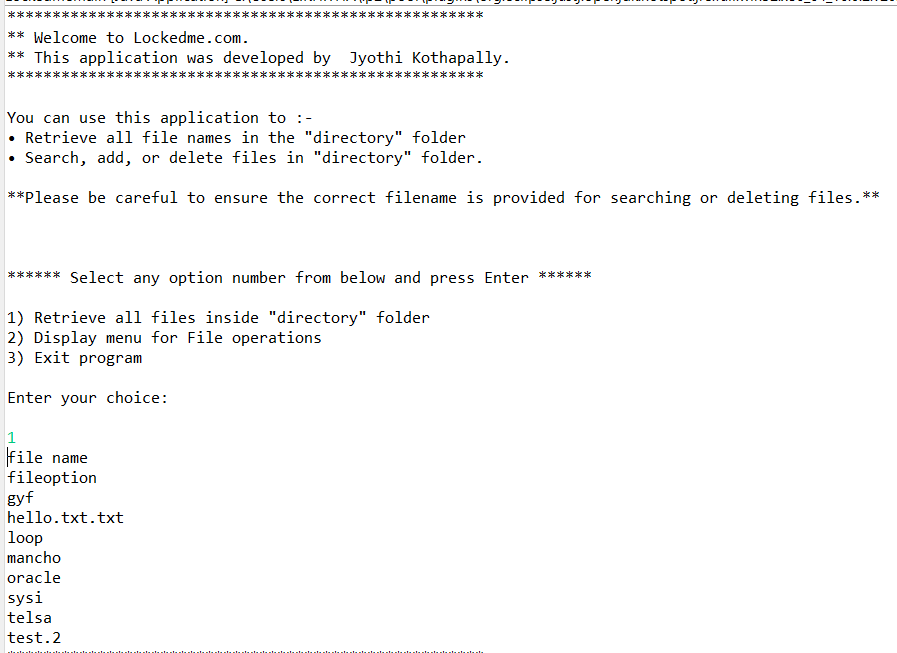 *****************************************************
** Welcome to Lockedme.com.
** This application was developed by  Jyothi Kothapally.
*****************************************************
You can use this application to :-
• Retrieve all file names in the "directory" folder
• Search, add, or delete files in "directory" folder.
**Please be careful to ensure the correct filename is provided for searching or deleting files.**
****** Select any option number from below and press Enter ******
1) Retrieve all files inside "directory" folder
2) Display menu for File operations
3) Exit program
Enter your choice:
1
file name
fileoption
gyf
hello.txt.txt
loop
mancho
oracle
sysi
telsa
test.2